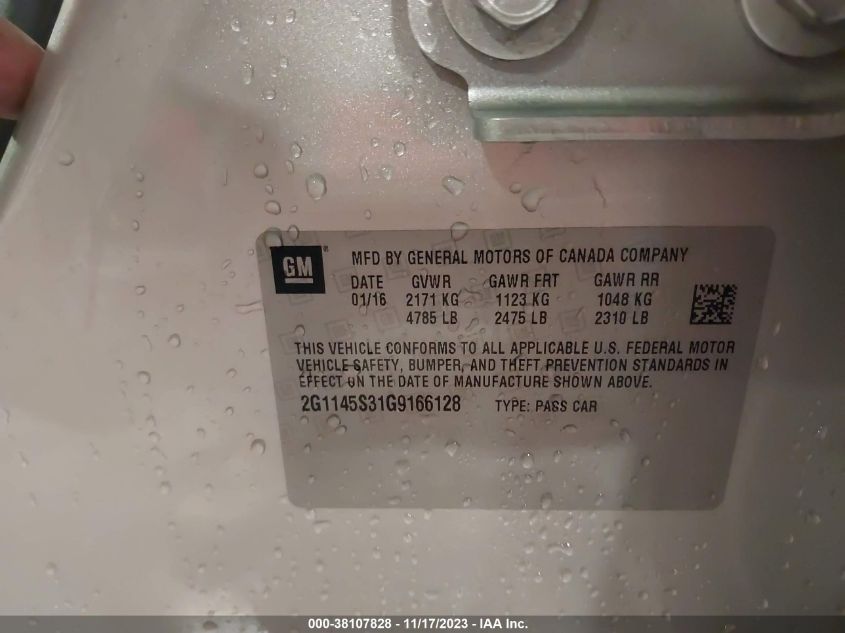 GM ®
MFD BY GENERAL MOTORS OF CANADA COMPANY
DATE GVWR GAWR FRT GAWR RR
01/16 2171 KG 1123 KG 1048 KG
4785 LB 2475 LB 2310 LB
THIS VEHICLE CONFORMS TO ALL APPLICABLE U.S. FEDERAL MOTOR
VEHICLE SAFETY, BUMPER, AND THEFT PREVENTION STANDARDS IN
EFFECT ON THE DATE OF MANUFACTURE SHOWN ABOVE.
2G1145S31G9166128 TYPE: PASS CAR
000-38107828 - 11/17/2023 - IAA Inc.